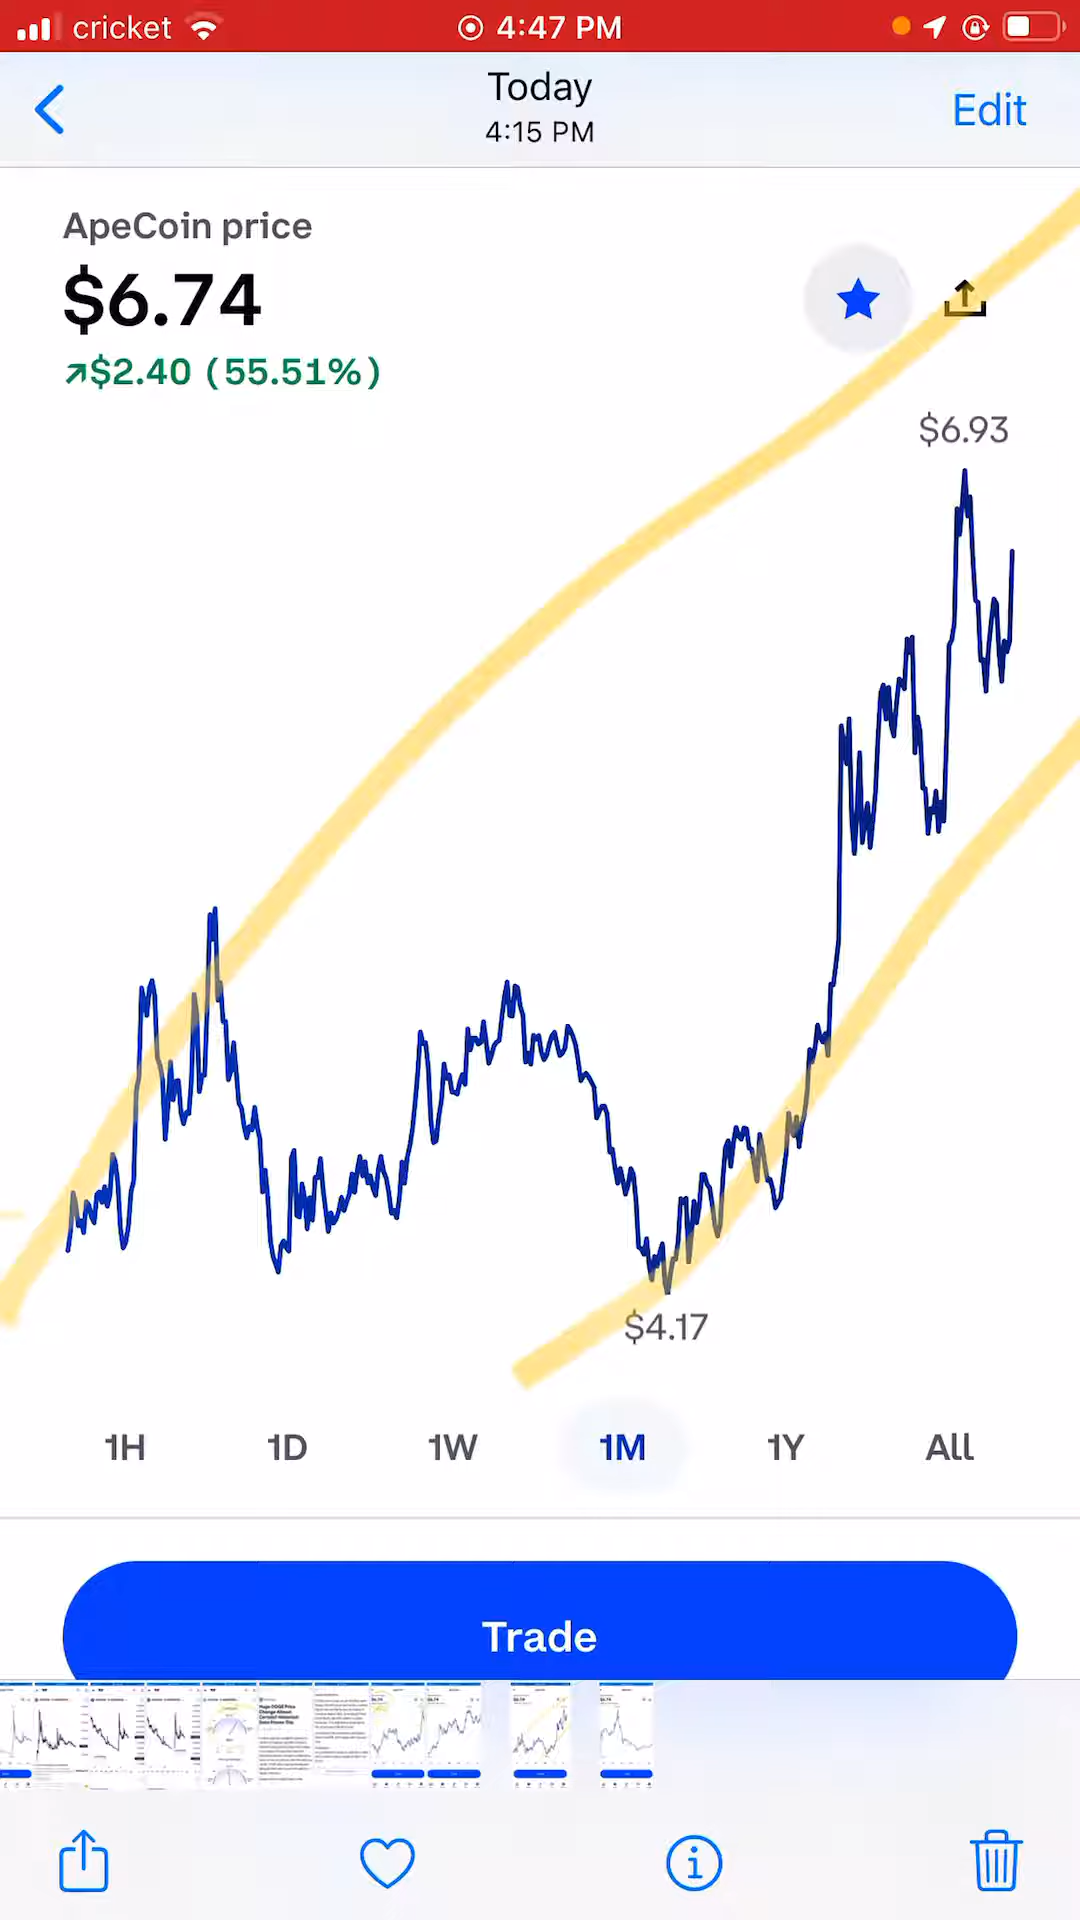 cricket 4:47 PM
Today
4:15 PM
Edit
ApeCoin price
$6.74
↗$2.40 (55.51%)
$6.93
$4.17
1H 1D 1W 1M 1Y All
Trade